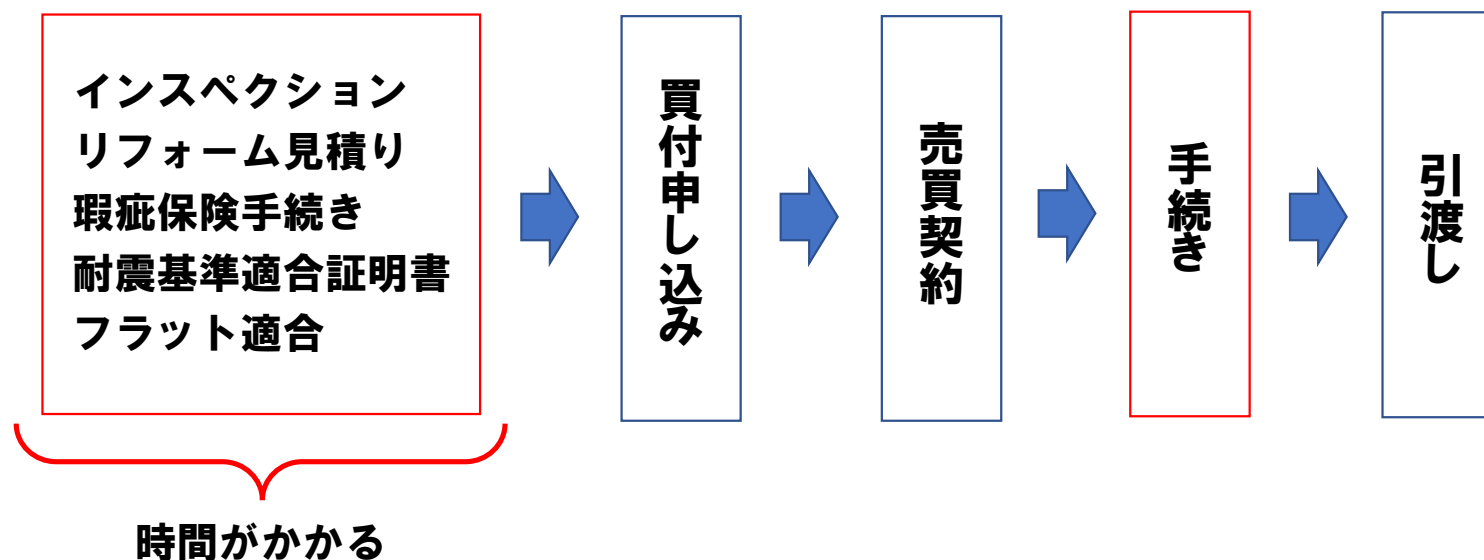 インスペクション
リフォーム見積り
瑕疵保険手続き
耐震基準適合証明書
フラット適合
買付申し込み
売買契約
手続き
引渡し
時間がかかる